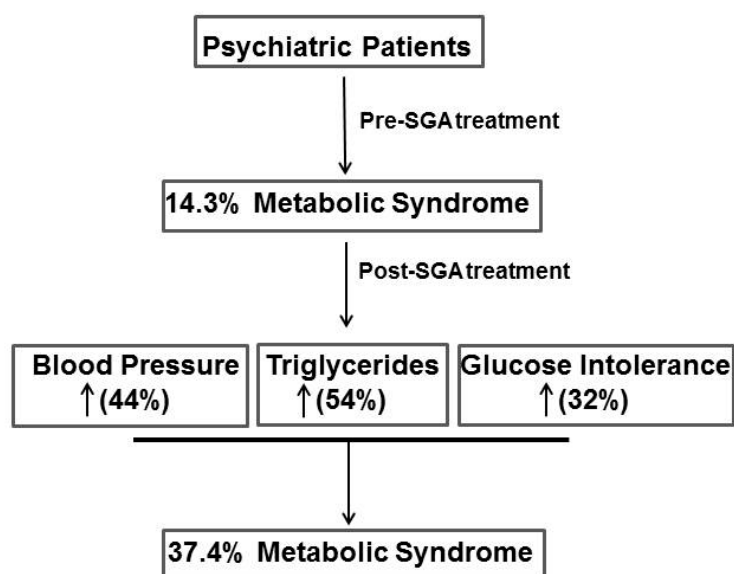 Psychiatric Patients
Pre-SGA treatment
14.3% Metabolic Syndrome
Post-SGA treatment
Blood Pressure
↑(44%)
Triglycerides
↑(54%)
Glucose Intolerance
↑(32%)
37.4% Metabolic Syndrome